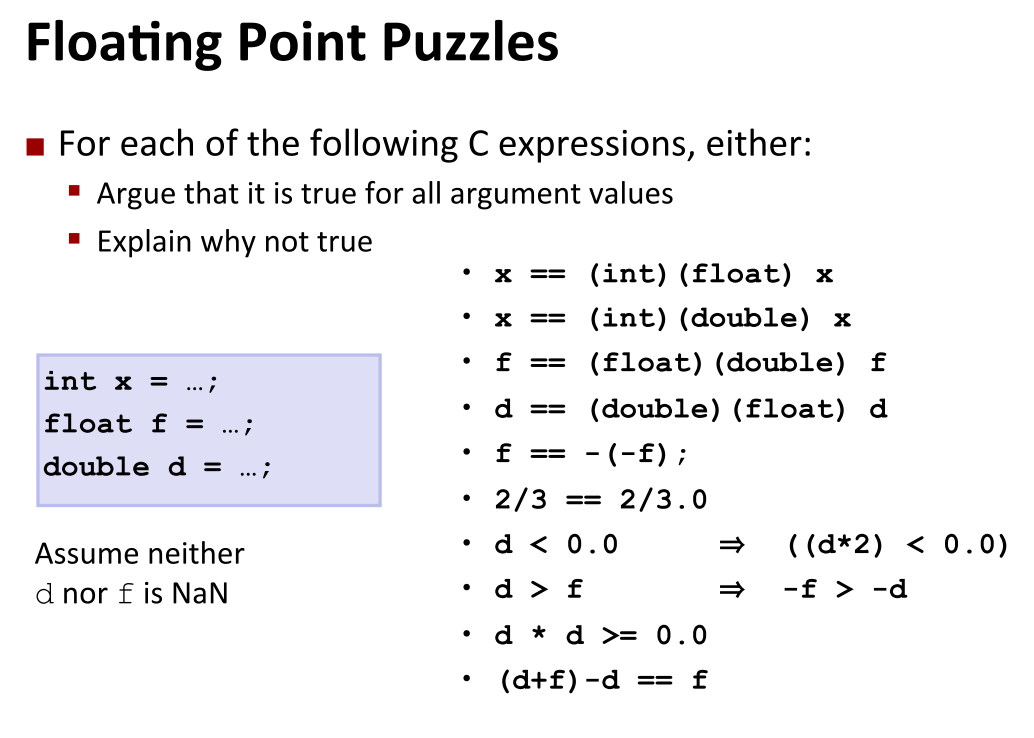 Floating Point Puzzles
■ For each of the following C expressions, either:
▪ Argue that it is true for all argument values
▪ Explain why not true
int x = …;
float f = …;
double d = …;
Assume neither
d nor f is NaN
• x == (int)(float) x
• x == (int)(double) x
• f == (float)(double) f
• d == (double)(float) d
• f == -(-f);
• 2/3 == 2/3.0
• d < 0.0 ⇒ ((d*2) < 0.0)
• d > f ⇒ -f > -d
• d * d >= 0.0
• (d+f)-d == f